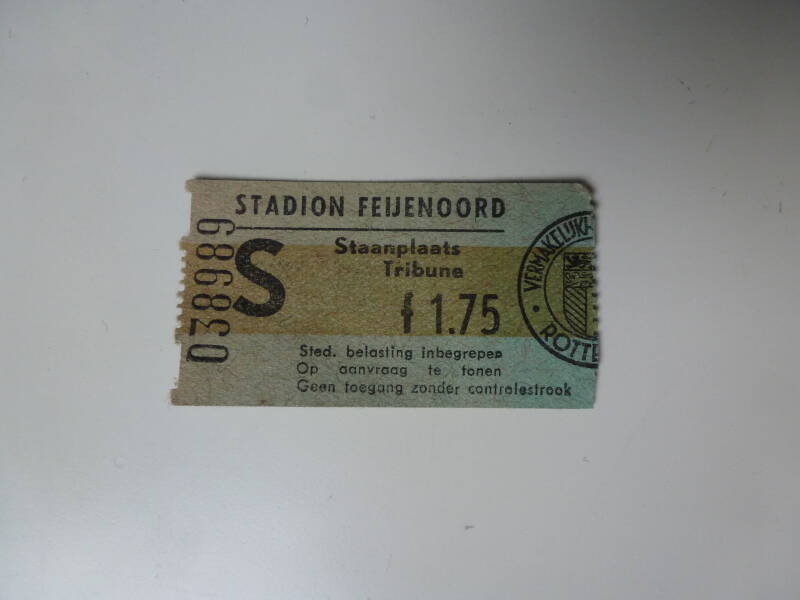 STADION FEIJENOORD
038989
S
Staanplaats
Tribune
f 1.75
Sted. belasting inbegrepen
Op aanvraag te tonen
Geen toegang zonder controlestrook
VERMAKELIJKH
ROTTE